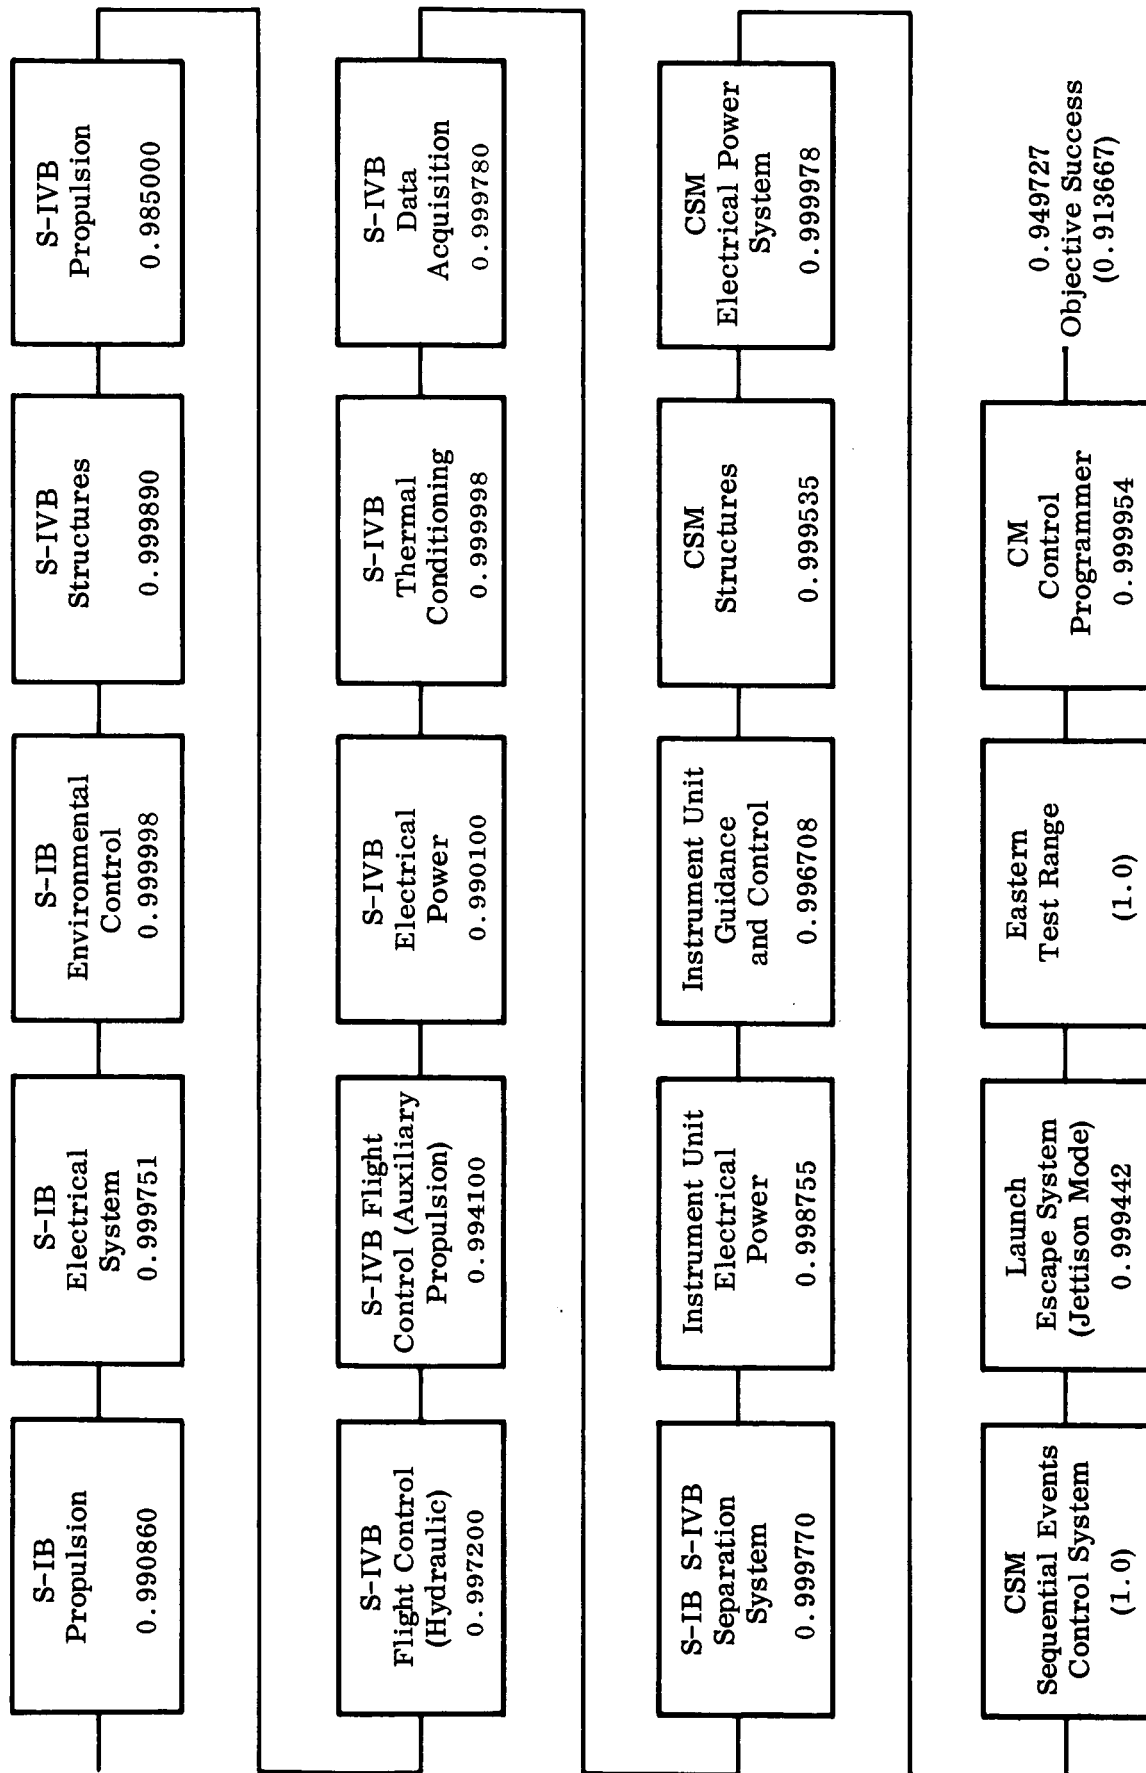 S-IB
Propulsion
0.990860
S-IB
Electrical
System
0.999751
S-IB
Environmental
Control
0.999998
S-IVB
Structures
0.999890
S-IVB
Propulsion
0.985000
S-IVB
Flight Control
(Hydraulic)
0.997200
S-IVB Flight
Control (Auxiliary
Propulsion)
0.994100
S-IVB
Electrical
Power
0.990100
S-IVB
Thermal
Conditioning
0.999998
S-IVB
Data
Acquisition
0.999780
S-IB S-IVB
Separation
System
0.999770
Instrument Unit
Electrical
Power
0.998755
Instrument Unit
Guidance
and Control
0.996708
CSM
Structures
0.999535
CSM
Electrical Power
System
0.999978
CSM
Sequential Events
Control System
(1.0)
Launch
Escape System
(Jettison Mode)
0.999442
Eastern
Test Range
(1.0)
CM
Control
Programmer
0.999954
0.949727
Objective Success
(0.913667)